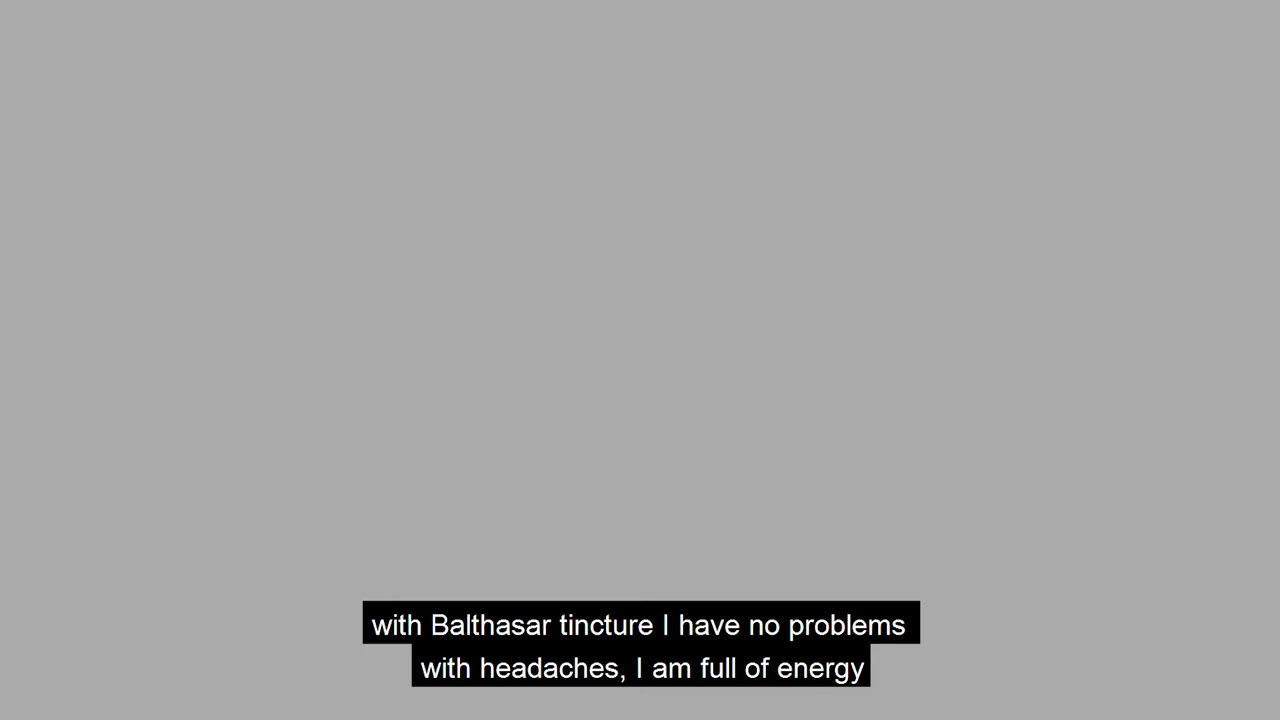 with Balthasar tincture I have no problems
with headaches, I am full of energy